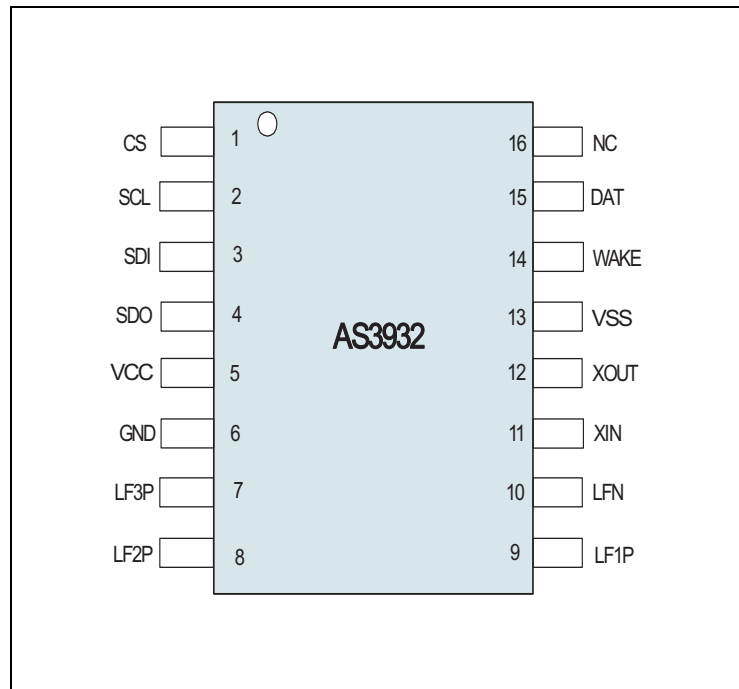 CS 1 16 NC
SCL 2 15 DAT
SDI 3 14 WAKE
SDO 4 13 VSS
AS3932
VCC 5 12 XOUT
GND 6 11 XIN
LF3P 7 10 LFN
LF2P 8 9 LF1P